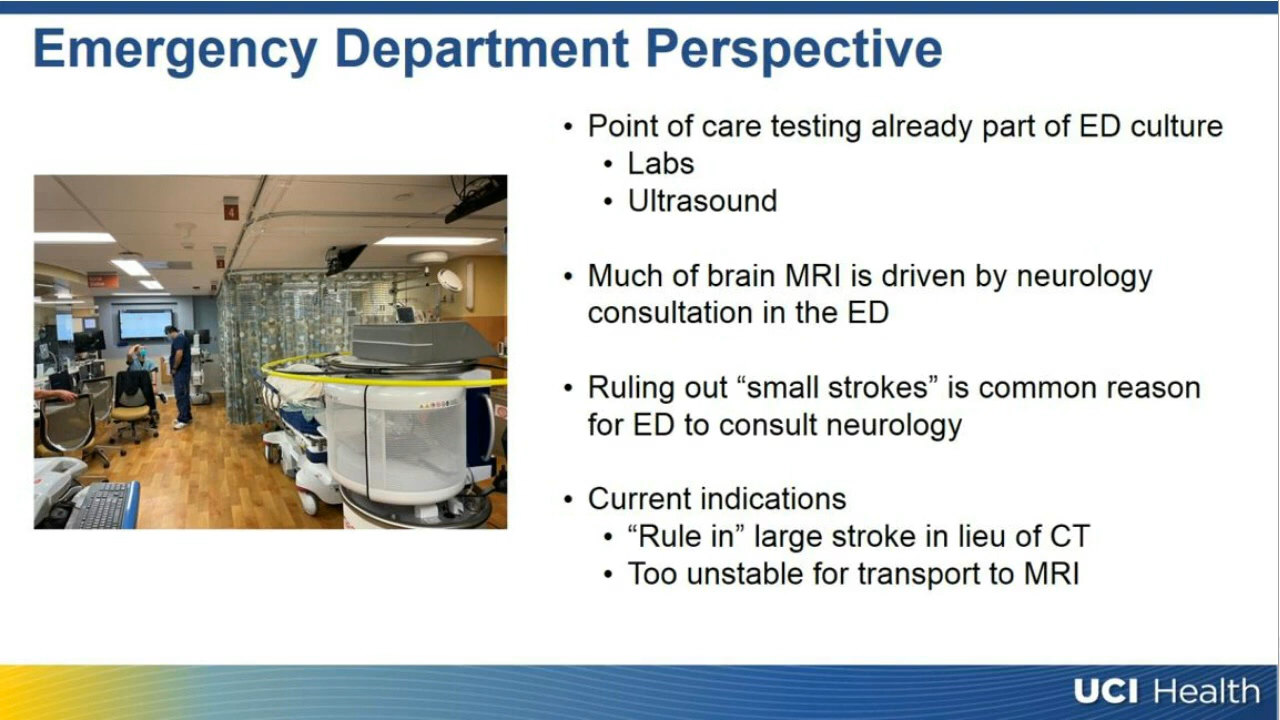 Emergency Department Perspective
• Point of care testing already part of ED culture
• Labs
• Ultrasound
• Much of brain MRI is driven by neurology
consultation in the ED
• Ruling out “small strokes” is common reason
for ED to consult neurology
• Current indications
• “Rule in” large stroke in lieu of CT
• Too unstable for transport to MRI
4
UCI Health